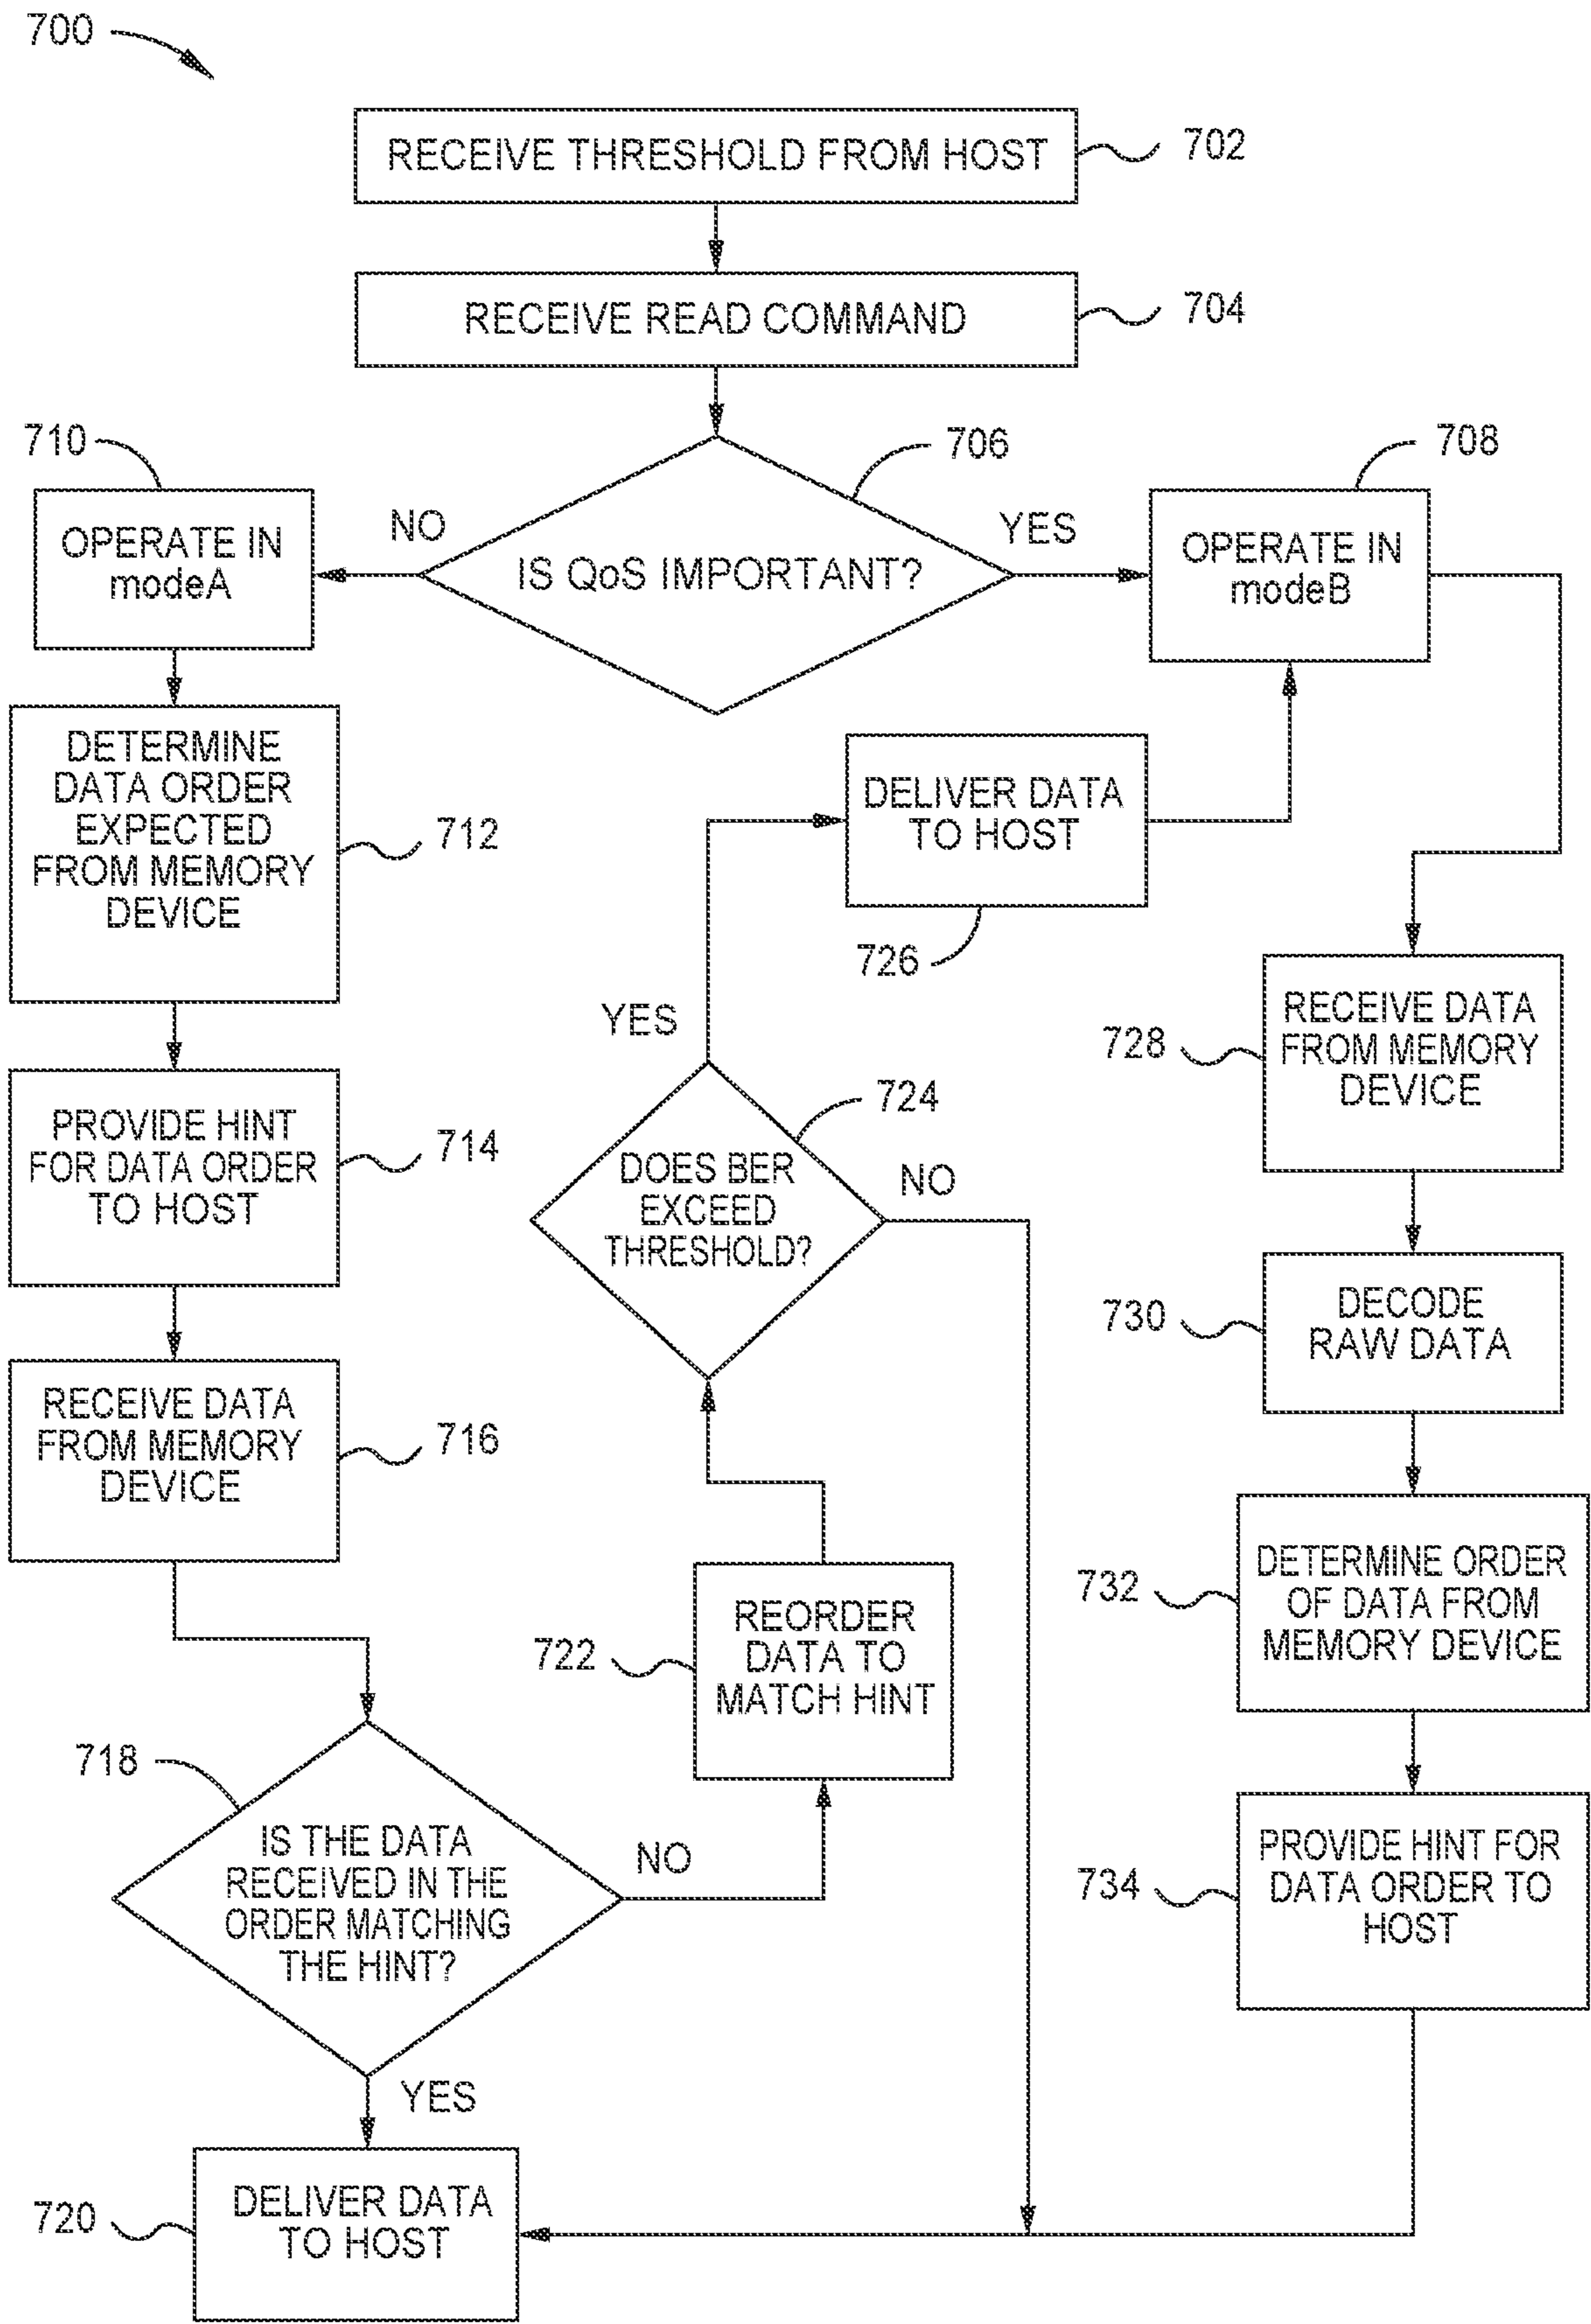 700
RECEIVE THRESHOLD FROM HOST
702
RECEIVE READ COMMAND
704
706
IS QoS IMPORTANT?
NO
YES
710
OPERATE IN
modeA
708
OPERATE IN
modeB
DETERMINE
DATA ORDER
EXPECTED
FROM MEMORY
DEVICE
712
PROVIDE HINT
FOR DATA ORDER
TO HOST
714
RECEIVE DATA
FROM MEMORY
DEVICE
716
718
IS THE DATA
RECEIVED IN THE
ORDER MATCHING
THE HINT?
NO
YES
DELIVER DATA
TO HOST
720
REORDER
DATA TO
MATCH HINT
722
724
DOES BER
EXCEED
THRESHOLD?
YES
NO
DELIVER DATA
TO HOST
726
RECEIVE DATA
FROM MEMORY
DEVICE
728
DECODE
RAW DATA
730
DETERMINE ORDER
OF DATA FROM
MEMORY DEVICE
732
PROVIDE HINT FOR
DATA ORDER TO
HOST
734